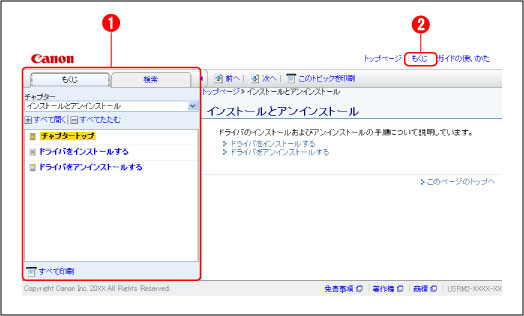 1
2
Canon
トップページ もくじ ガイドの使いかた
もくじ 検索
前へ 次へ このトピックを印刷
チャプター
トップページ>インストールとアンインストール
インストールとアンインストール
インストールとアンインストール
すべて開く すべてたたむ
チャプタートップ
ドライバのインストールおよびアンインストールの手順について説明しています。
ドライバをインストールする
ドライバをインストールする
ドライバをアンインストールする
ドライバをアンインストールする
このページのトップへ
すべて印刷
Copyright Canon Inc. 20XX All Rights Reserved.
免責事項 著作権 商標 USRM2-XXXX-XX